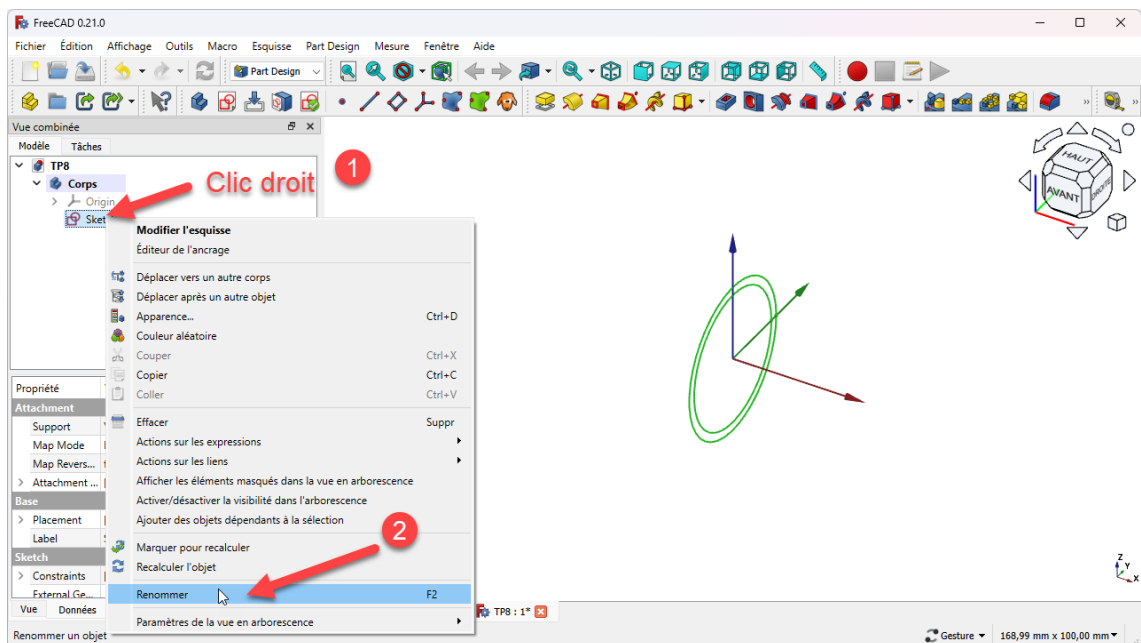 FreeCAD 0.21.0
Fichier Édition Affichage Outils Macro Esquisse Part Design Mesure Fenêtre Aide
Part Design
Vue combinée
Modèle Tâches
TP8
Corps
Origin
Sket
Clic droit
1
Modifier l'esquisse
Éditeur de l'ancrage
Déplacer vers un autre corps
Déplacer après un autre objet
Apparence... Ctrl+D
Couleur aléatoire
Couper Ctrl+X
Copier Ctrl+C
Coller Ctrl+V
Effacer Suppr
Actions sur les expressions
Actions sur les liens
Afficher les éléments masqués dans la vue en arborescence
Activer/désactiver la visibilité dans l'arborescence
Ajouter des objets dépendants à la sélection
2
Marquer pour recalculer
Recalculer l'objet
Renommer F2
Paramètres de la vue en arborescence
Propriété
Attachment
Support
Map Mode
Map Revers...
Attachment ...
Base
Placement
Label
Sketch
Constraints
External Ge...
Vue Données
Renommer un objet
HAUT
AVANT
DROITE
Z
Y
X
TP8 : 1*
Gesture 168,99 mm x 100,00 mm